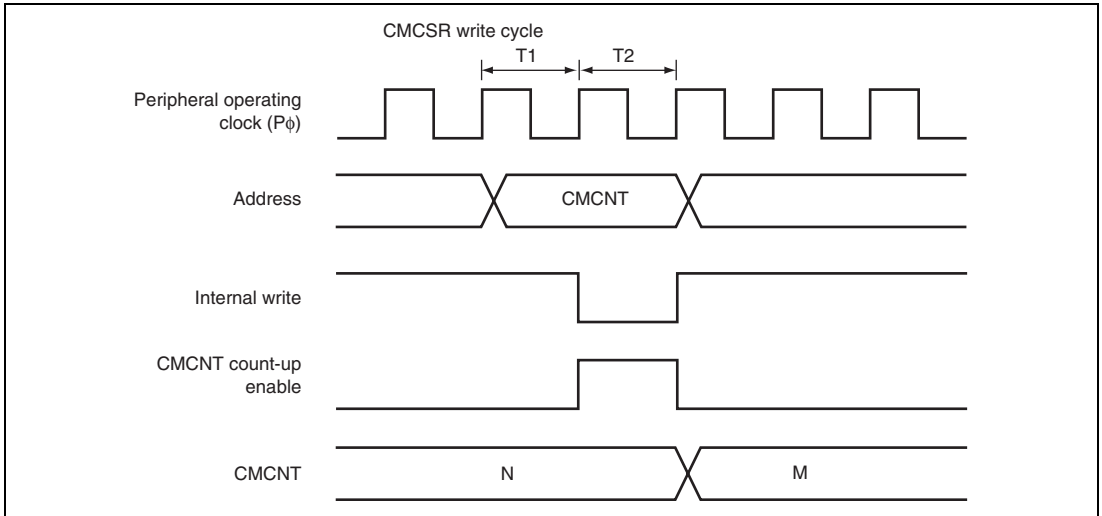 CMCSR write cycle
T1 T2
Peripheral operating
clock (Pϕ)
Address
CMCNT
Internal write
CMCNT count-up
enable
CMCNT
N
M